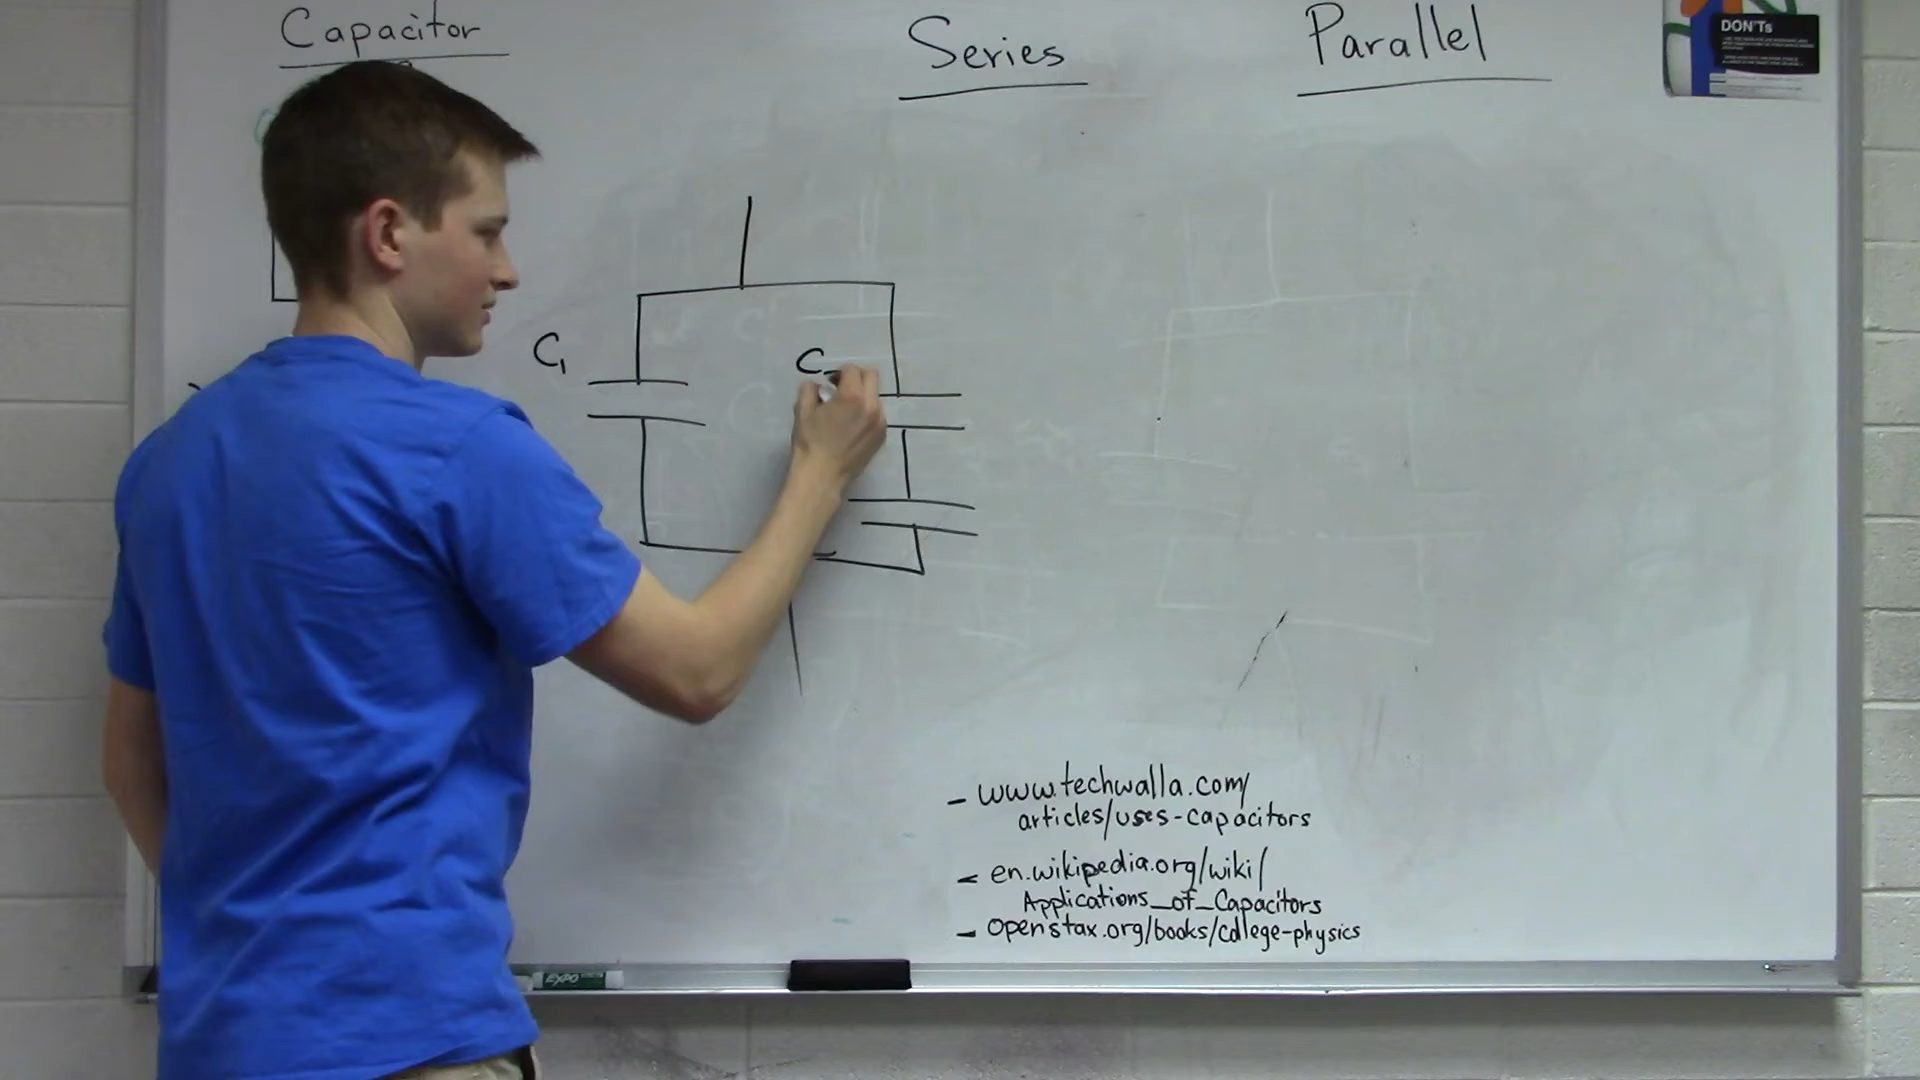 Capacitor
Series
Parallel
DON'Ts
C₁
C
- www.techwalla.com/
articles/uses-capacitors
- en.wikipedia.org/wiki/
Applications_of_Capacitors
- openstax.org/books/college-physics
EXPO